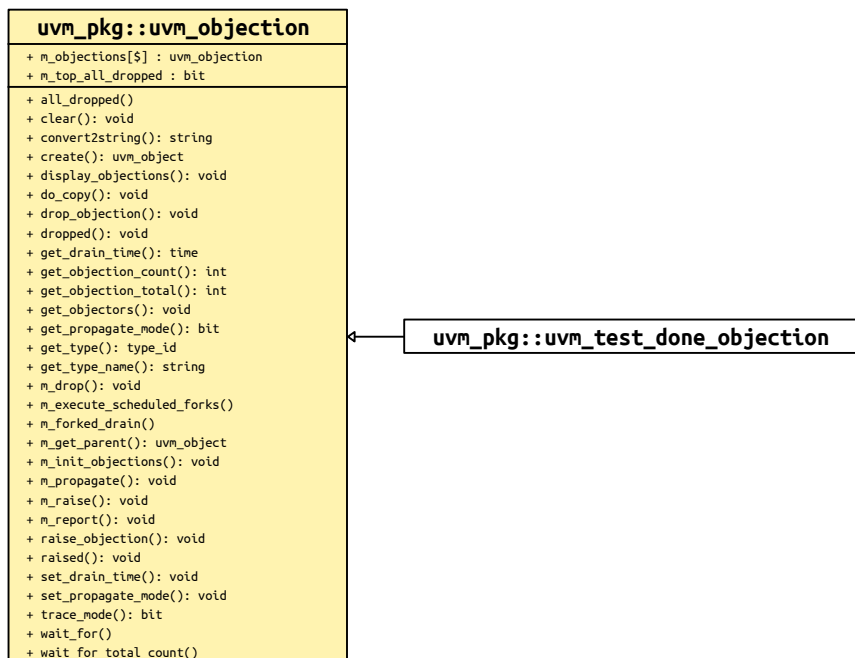 uvm_pkg::uvm_objection
+ m_objections[$] : uvm_objection
+ m_top_all_dropped : bit
+ all_dropped()
+ clear(): void
+ convert2string(): string
+ create(): uvm_object
+ display_objections(): void
+ do_copy(): void
+ drop_objection(): void
+ dropped(): void
+ get_drain_time(): time
+ get_objection_count(): int
+ get_objection_total(): int
+ get_objectors(): void
+ get_propagate_mode(): bit
+ get_type(): type_id
+ get_type_name(): string
+ m_drop(): void
+ m_execute_scheduled_forks()
+ m_forked_drain()
+ m_get_parent(): uvm_object
+ m_init_objections(): void
+ m_propagate(): void
+ m_raise(): void
+ m_report(): void
+ raise_objection(): void
+ raised(): void
+ set_drain_time(): void
+ set_propagate_mode(): void
+ trace_mode(): bit
+ wait_for()
+ wait_for_total_count()
uvm_pkg::uvm_test_done_objection